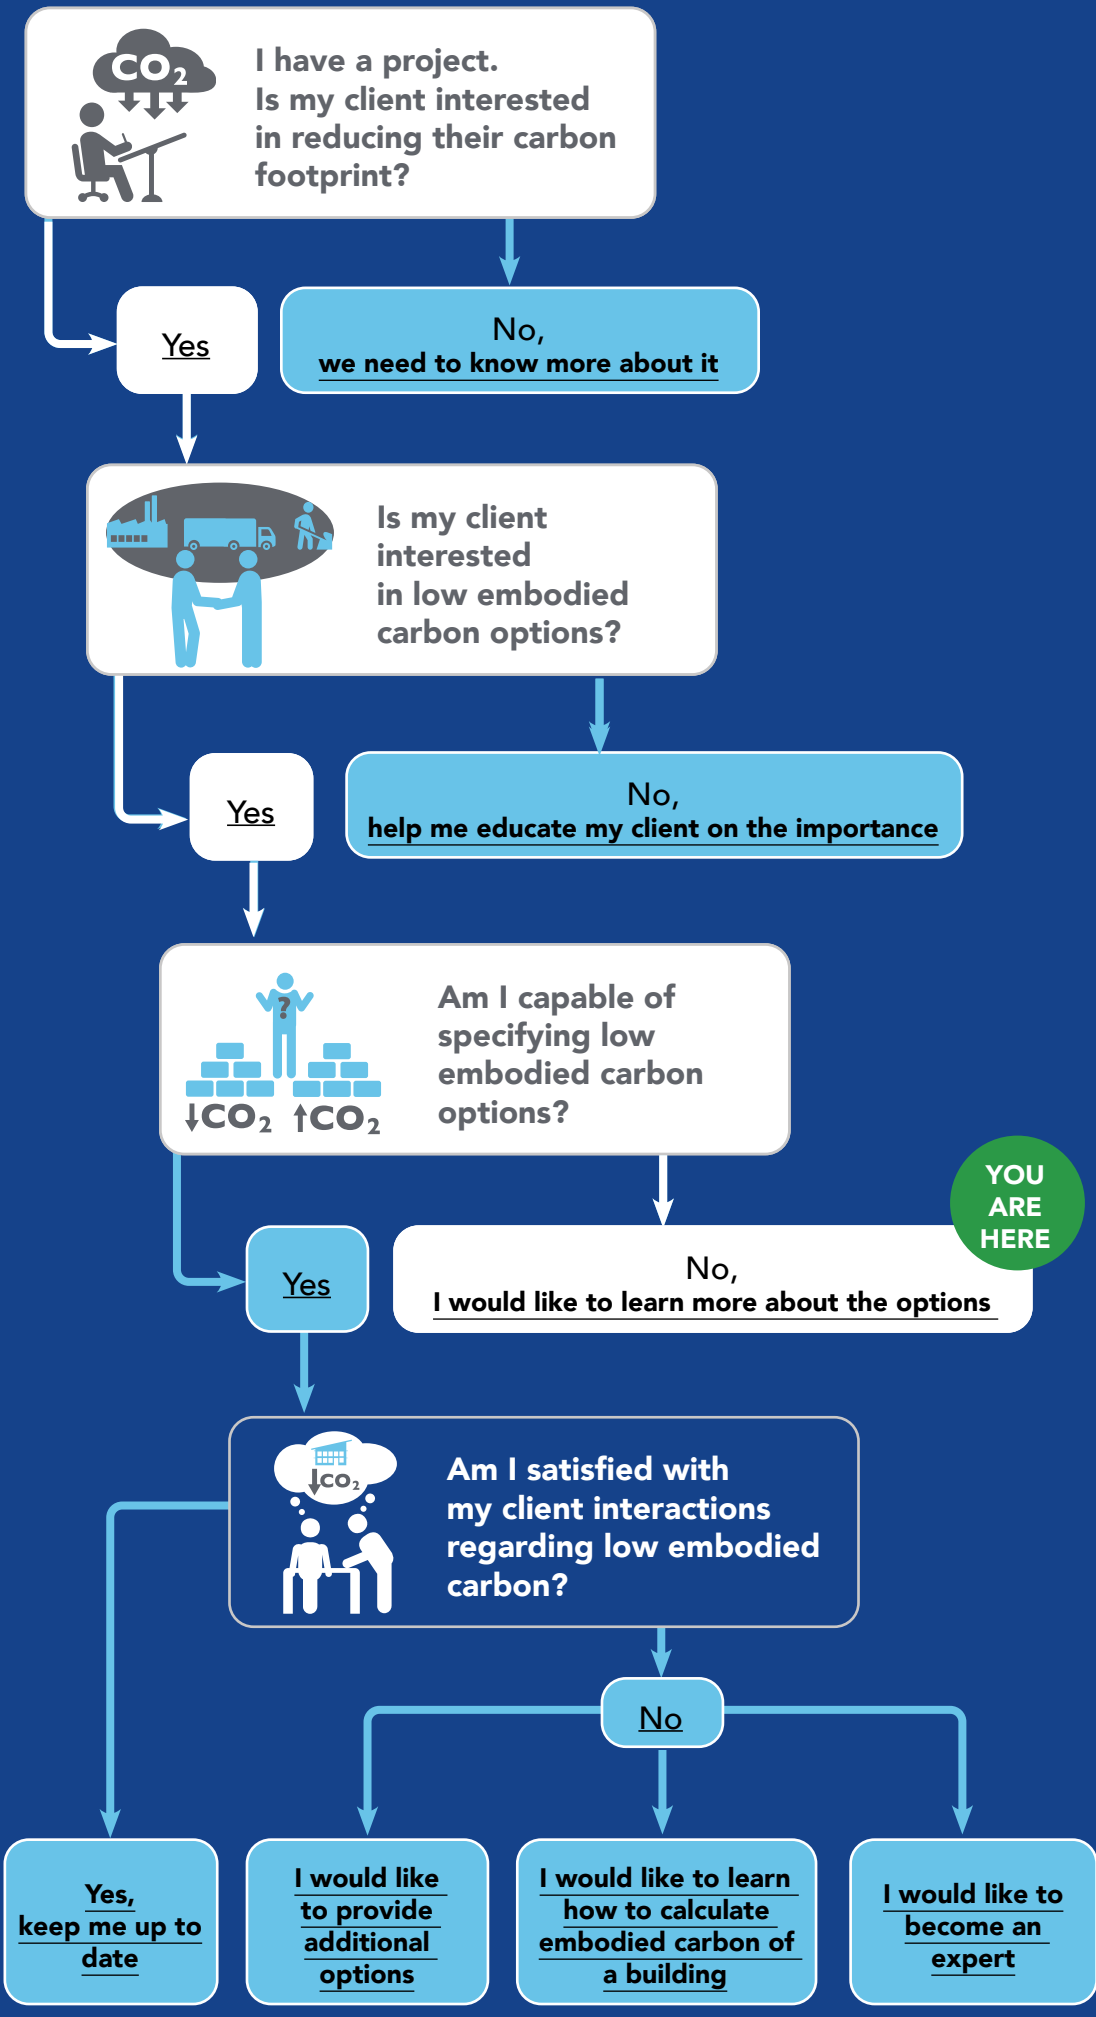 CO2
I have a project.
Is my client interested
in reducing their carbon
footprint?
Yes
No,
we need to know more about it
Is my client
interested
in low embodied
carbon options?
Yes
No,
help me educate my client on the importance
?
↓CO2 ↑CO2
Am I capable of
specifying low
embodied carbon
options?
YOU
ARE
HERE
Yes
No,
I would like to learn more about the options
↓CO2
Am I satisfied with
my client interactions
regarding low embodied
carbon?
No
Yes,
keep me up to
date
I would like
to provide
additional
options
I would like to learn
how to calculate
embodied carbon of
a building
I would like to
become an
expert